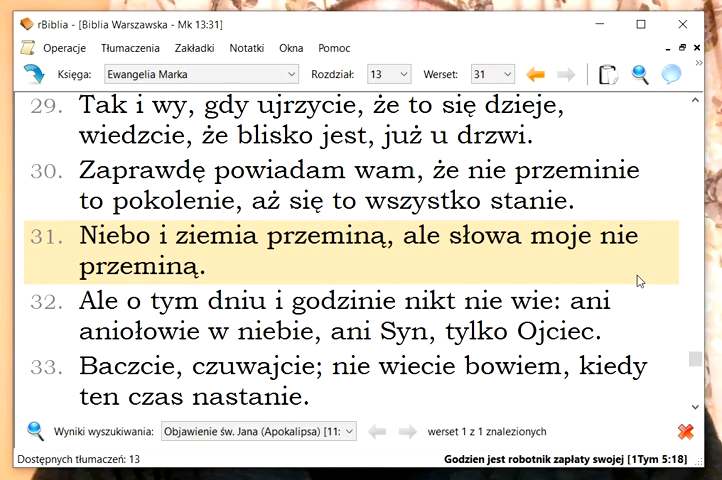 rBiblia - [Biblia Warszawska - Mk 13:31]
Operacje Tłumaczenia Zakładki Notatki Okna Pomoc
Księga: Ewangelia Marka Rozdział: 13 Werset: 31
29. Tak i wy, gdy ujrzycie, że to się dzieje,
wiedzcie, że blisko jest, już u drzwi.
30. Zaprawdę powiadam wam, że nie przeminie
to pokolenie, aż się to wszystko stanie.
31. Niebo i ziemia przeminą, ale słowa moje nie
przeminą.
32. Ale o tym dniu i godzinie nikt nie wie: ani
aniołowie w niebie, ani Syn, tylko Ojciec.
33. Baczcie, czuwajcie; nie wiecie bowiem, kiedy
ten czas nastanie.
Wyniki wyszukiwania: Objawienie św. Jana (Apokalipsa) [11: werset 1 z 1 znalezionych
Dostępnych tłumaczeń: 13 Godzien jest robotnik zapłaty swojej [1Tym 5:18]